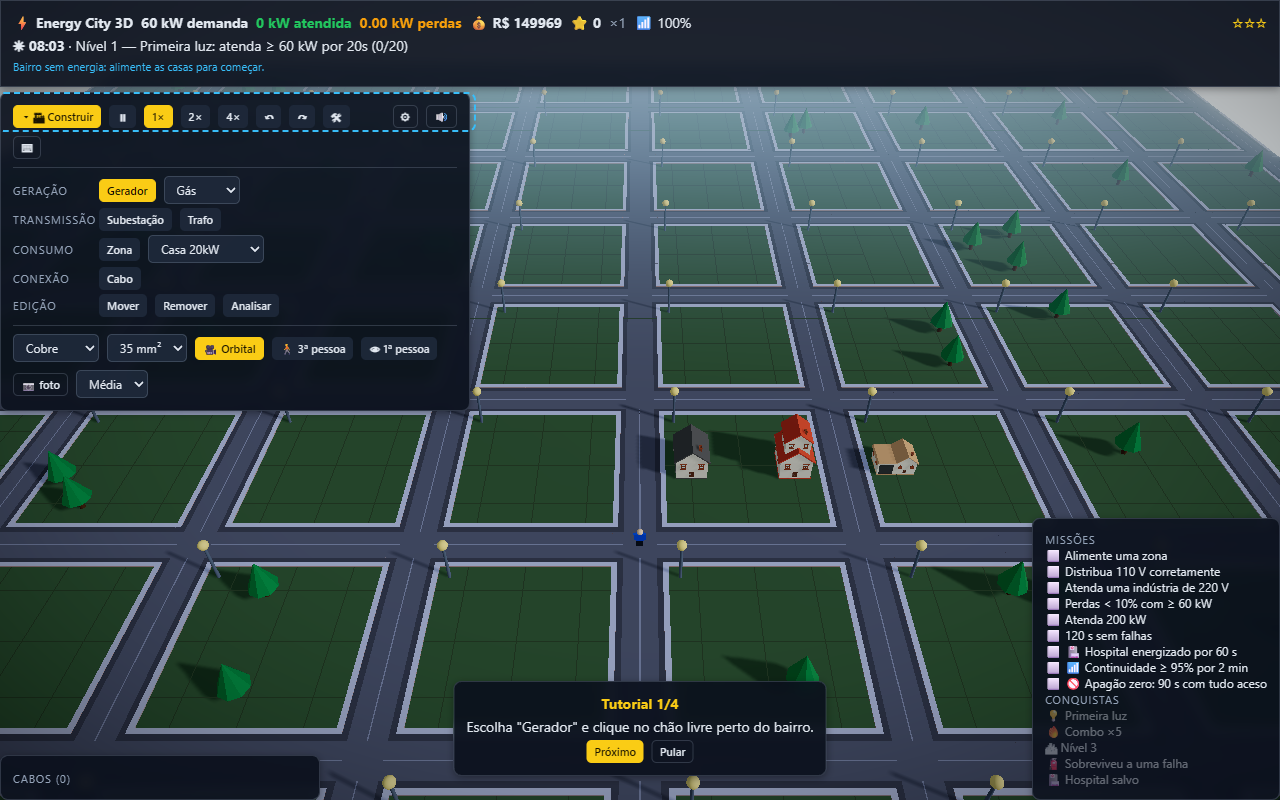 Energy City 3D 60 kW demanda 0 kW atendida 0.00 kW perdas R$ 149969 0 ×1 100%
08:03 · Nível 1 — Primeira luz: atenda ≥ 60 kW por 20s (0/20)
Bairro sem energia: alimente as casas para começar.
Construir 1× 2× 4×
GERAÇÃO Gerador Gás
TRANSMISSÃO Subestação Trafo
CONSUMO Zona Casa 20kW
CONEXÃO Cabo
EDIÇÃO Mover Remover Analisar
Cobre 35 mm² Orbital 3ª pessoa 1ª pessoa
foto Média
MISSÕES
Alimente uma zona
Distribua 110 V corretamente
Atenda uma indústria de 220 V
Perdas < 10% com ≥ 60 kW
Atenda 200 kW
120 s sem falhas
Hospital energizado por 60 s
Continuidade ≥ 95% por 2 min
Apagão zero: 90 s com tudo aceso
CONQUISTAS
Primeira luz
Combo ×5
Nível 3
Sobreviveu a uma falha
Hospital salvo
Tutorial 1/4
Escolha "Gerador" e clique no chão livre perto do bairro.
Próximo Pular
CABOS (0)